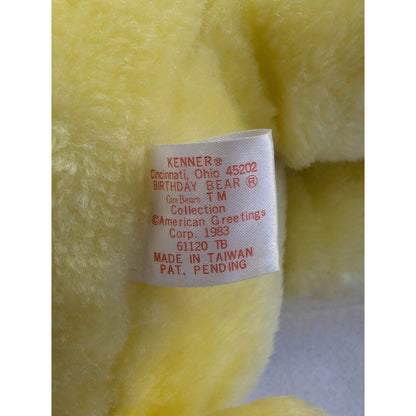 KENNER®
Cincinnati, Ohio 45202
BIRTHDAY BEAR ®
Care Bears TM
Collection
©American Greetings
Corp. 1983
61120 TB
MADE IN TAIWAN
PAT. PENDING